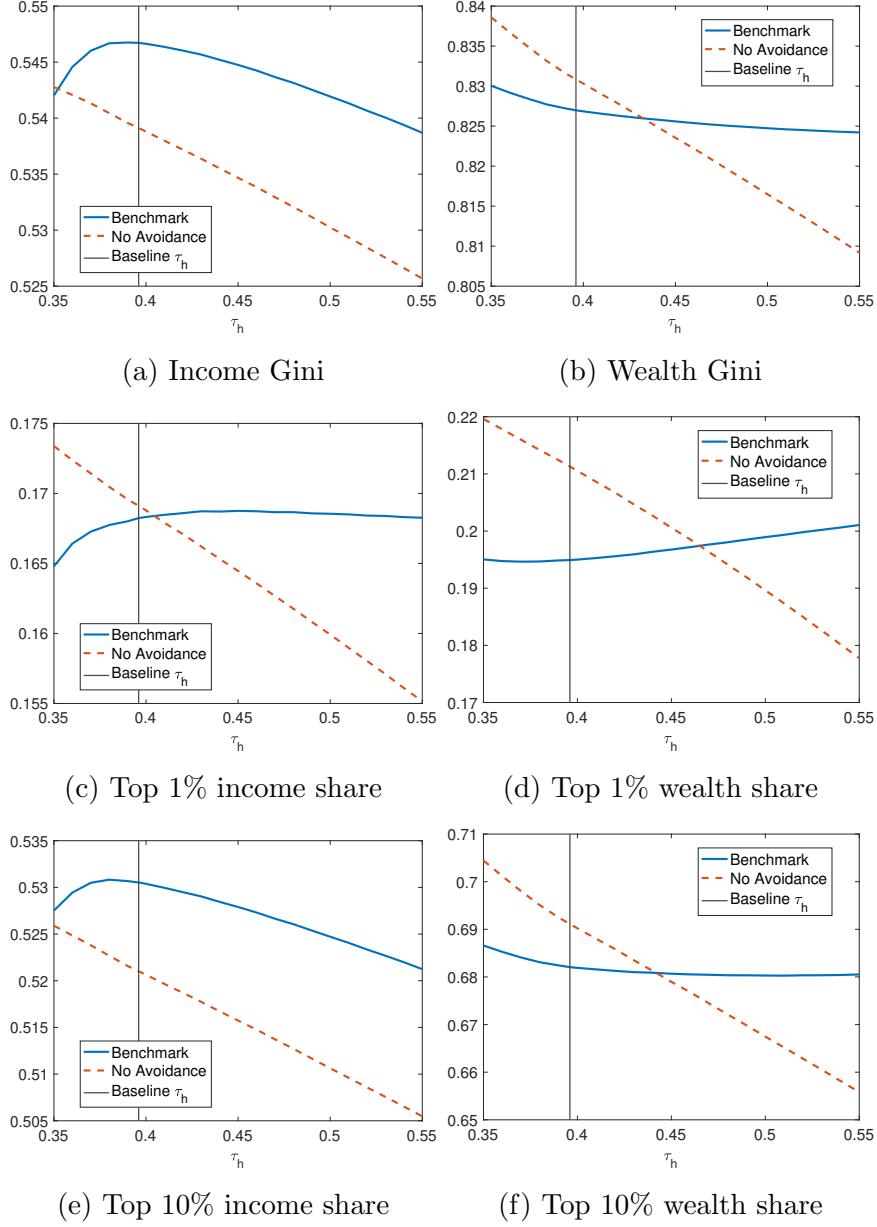 0.55
0.545
0.54
0.535
0.53
0.525
0.35 0.4 0.45 0.5 0.55
τh
Benchmark
No Avoidance
Baseline τh
(a) Income Gini
0.84
0.835
0.83
0.825
0.82
0.815
0.81
0.805
0.35 0.4 0.45 0.5 0.55
τh
Benchmark
No Avoidance
Baseline τh
(b) Wealth Gini
0.175
0.17
0.165
0.16
0.155
0.35 0.4 0.45 0.5 0.55
τh
Benchmark
No Avoidance
Baseline τh
(c) Top 1% income share
0.22
0.21
0.2
0.19
0.18
0.17
0.35 0.4 0.45 0.5 0.55
τh
Benchmark
No Avoidance
Baseline τh
(d) Top 1% wealth share
0.535
0.53
0.525
0.52
0.515
0.51
0.505
0.35 0.4 0.45 0.5 0.55
τh
Benchmark
No Avoidance
Baseline τh
(e) Top 10% income share
0.71
0.7
0.69
0.68
0.67
0.66
0.65
0.35 0.4 0.45 0.5 0.55
τh
Benchmark
No Avoidance
Baseline τh
(f) Top 10% wealth share